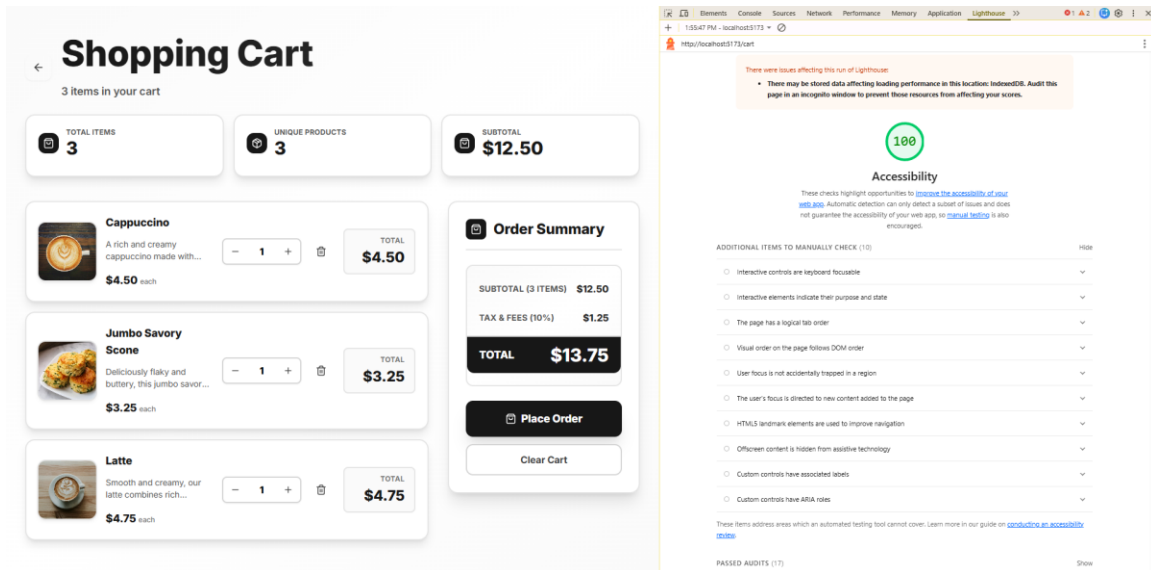 Shopping Cart
3 items in your cart
TOTAL ITEMS
3
UNIQUE PRODUCTS
3
SUBTOTAL
$12.50
Cappuccino
A rich and creamy
cappuccino made with...
$4.50 each
1
TOTAL
$4.50
Jumbo Savory
Scone
Deliciously flaky and
buttery, this jumbo savor...
$3.25 each
1
TOTAL
$3.25
Latte
Smooth and creamy, our
latte combines rich...
$4.75 each
1
TOTAL
$4.75
Order Summary
SUBTOTAL (3 ITEMS) $12.50
TAX & FEES (10%) $1.25
TOTAL $13.75
Place Order
Clear Cart
Elements Console Sources Network Performance Memory Application Lighthouse 1 2
1:55:47 PM – localhost:5173
http://localhost:5173/cart
There were issues affecting this run of Lighthouse:
• There may be stored data affecting loading performance in this location: IndexedDB. Audit this
page in an incognito window to prevent those resources from affecting your scores.
100
Accessibility
These checks highlight opportunities to improve the accessibility of your
web app. Automatic detection can only detect a subset of issues and does
not guarantee the accessibility of your web app, so manual testing is also
encouraged.
ADDITIONAL ITEMS TO MANUALLY CHECK (10) Hide
Interactive controls are keyboard focusable
Interactive elements indicate their purpose and state
The page has a logical tab order
Visual order on the page follows DOM order
User focus is not accidentally trapped in a region
The user's focus is directed to new content added to the page
HTML5 landmark elements are used to improve navigation
Offscreen content is hidden from assistive technology
Custom controls have associated labels
Custom controls have ARIA roles
These items address areas which an automated testing tool cannot cover. Learn more in our guide on conducting an accessibility
review.
PASSED AUDITS (17) Show